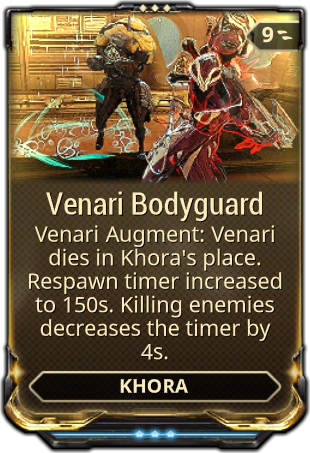 9
Venari Bodyguard
Venari Augment: Venari
dies in Khora's place.
Respawn timer increased
to 150s. Killing enemies
decreases the timer by
4s.
KHORA